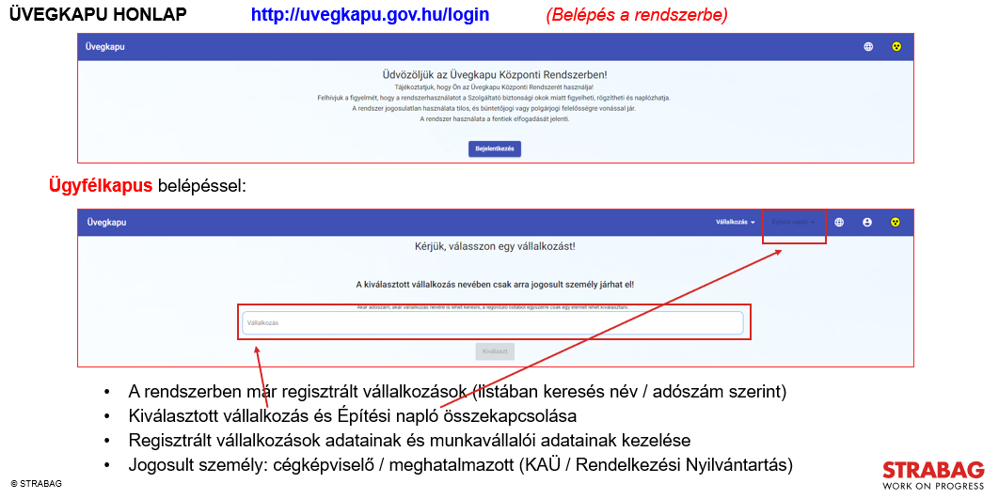 ÜVEGKAPU HONLAP http://uvegkapu.gov.hu/login (Belépés a rendszerbe)
Üvegkapu
Üdvözöljük az Üvegkapu Központi Rendszerben!
Tájékoztatjuk, hogy Ön az Üvegkapu Központi Rendszerét használja!
Felhívjuk a figyelmét, hogy a rendszerhasználatot a Szolgáltató biztonsági okok miatt figyelheti, rögzítheti és naplózhatja.
A rendszer jogosulatlan használata tilos, és büntetőjogi vagy polgárjogi felelősségre vonással jár.
A rendszer használata a fentiek elfogadását jelenti.
Bejelentkezés
Ügyfélkapus belépéssel:
Üvegkapu Vállalkozás Építési napló
Kérjük, válasszon egy vállalkozást!
A kiválasztott vállalkozás nevében csak arra jogosult személy járhat el!
Akár adószám, akár vállalkozás nevére is lehet keresni, a legördülő listából egyszerre csak egy elemet lehet kiválasztani.
Vállalkozás
Kiválaszt
• A rendszerben már regisztrált vállalkozások (listában keresés név / adószám szerint)
• Kiválasztott vállalkozás és Építési napló összekapcsolása
• Regisztrált vállalkozások adatainak és munkavállalói adatainak kezelése
• Jogosult személy: cégképviselő / meghatalmazott (KAÜ / Rendelkezési Nyilvántartás)
STRABAG
WORK ON PROGRESS
© STRABAG